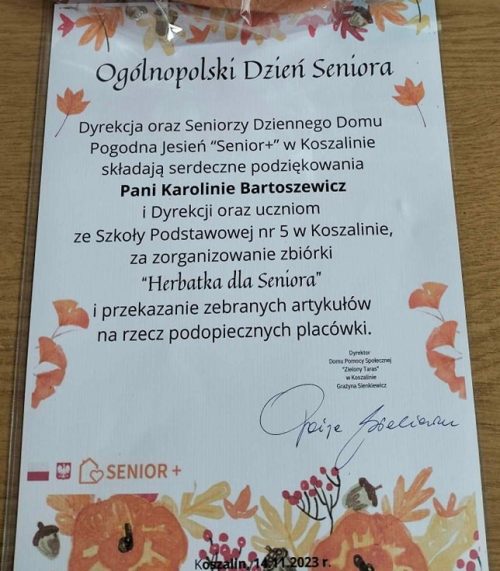 Ogólnopolski Dzień Seniora
Dyrekcja oraz Seniorzy Dziennego Domu
Pogodna Jesień “Senior+” w Koszalinie
składają serdeczne podziękowania
Pani Karolinie Bartoszewicz
i Dyrekcji oraz uczniom
ze Szkoły Podstawowej nr 5 w Koszalinie,
za zorganizowanie zbiórki
“Herbatka dla Seniora”
i przekazanie zebranych artykułów
na rzecz podopiecznych placówki.
Dyrektor
Domu Pomocy Społecznej
"Zielony Taras"
w Koszalinie
Grażyna Sienkiewicz
SENIOR +
Koszalin, 14.11.2023 r.